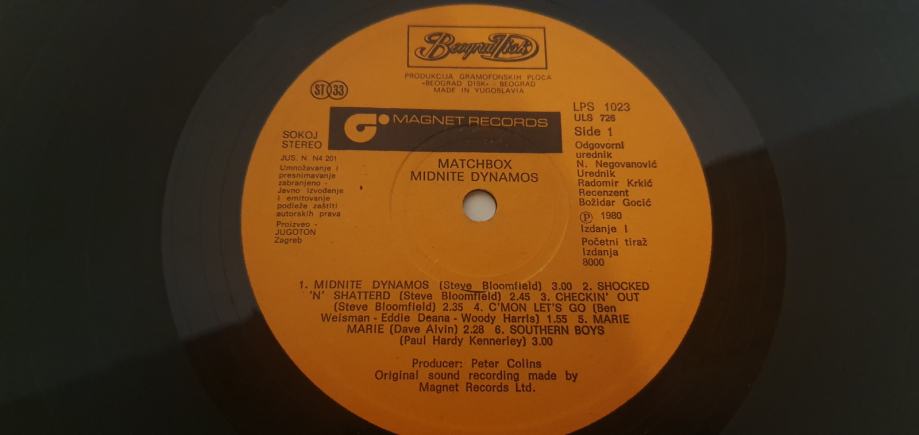 Beograd Disk
PRODUKCIJA GRAMOFONSKIH PLOČA
«BEOGRAD DISK» - BEOGRAD
MADE IN YUGOSLAVIA
ST 33
MAGNET RECORDS
SOKOJ
STEREO
JUS. N. N4 201
Umnožavanje i
presnimavanje
zabranjeno -
Javno izvođenje
i emitovanje
podleže zaštiti
autorskih prava
Proizveo -
JUGOTON
Zagreb
MATCHBOX
MIDNITE DYNAMOS
LPS 1023
ULS 726
Side 1
Odgovorni
urednik
N. Negovanović
Urednik
Radomir Krkić
Recenzent
Božidar Gocić
Ⓟ 1980
Izdanje I
Početni tiraž
Izdanja
8000
1. MIDNITE DYNAMOS (Steve Bloomfield) 3.00 2. SHOCKED
'N' SHATTERD (Steve Bloomfield) 2.45 3. CHECKIN' OUT
(Steve Bloomfield) 2.35 4. C'MON LET'S GO (Ben
Weisman - Eddie Deana - Woody Harris) 1.55 5. MARIE
MARIE (Dave Alvin) 2.28 6. SOUTHERN BOYS
(Paul Hardy Kennerley) 3.00
Producer: Peter Colins
Original sound recording made by
Magnet Records Ltd.